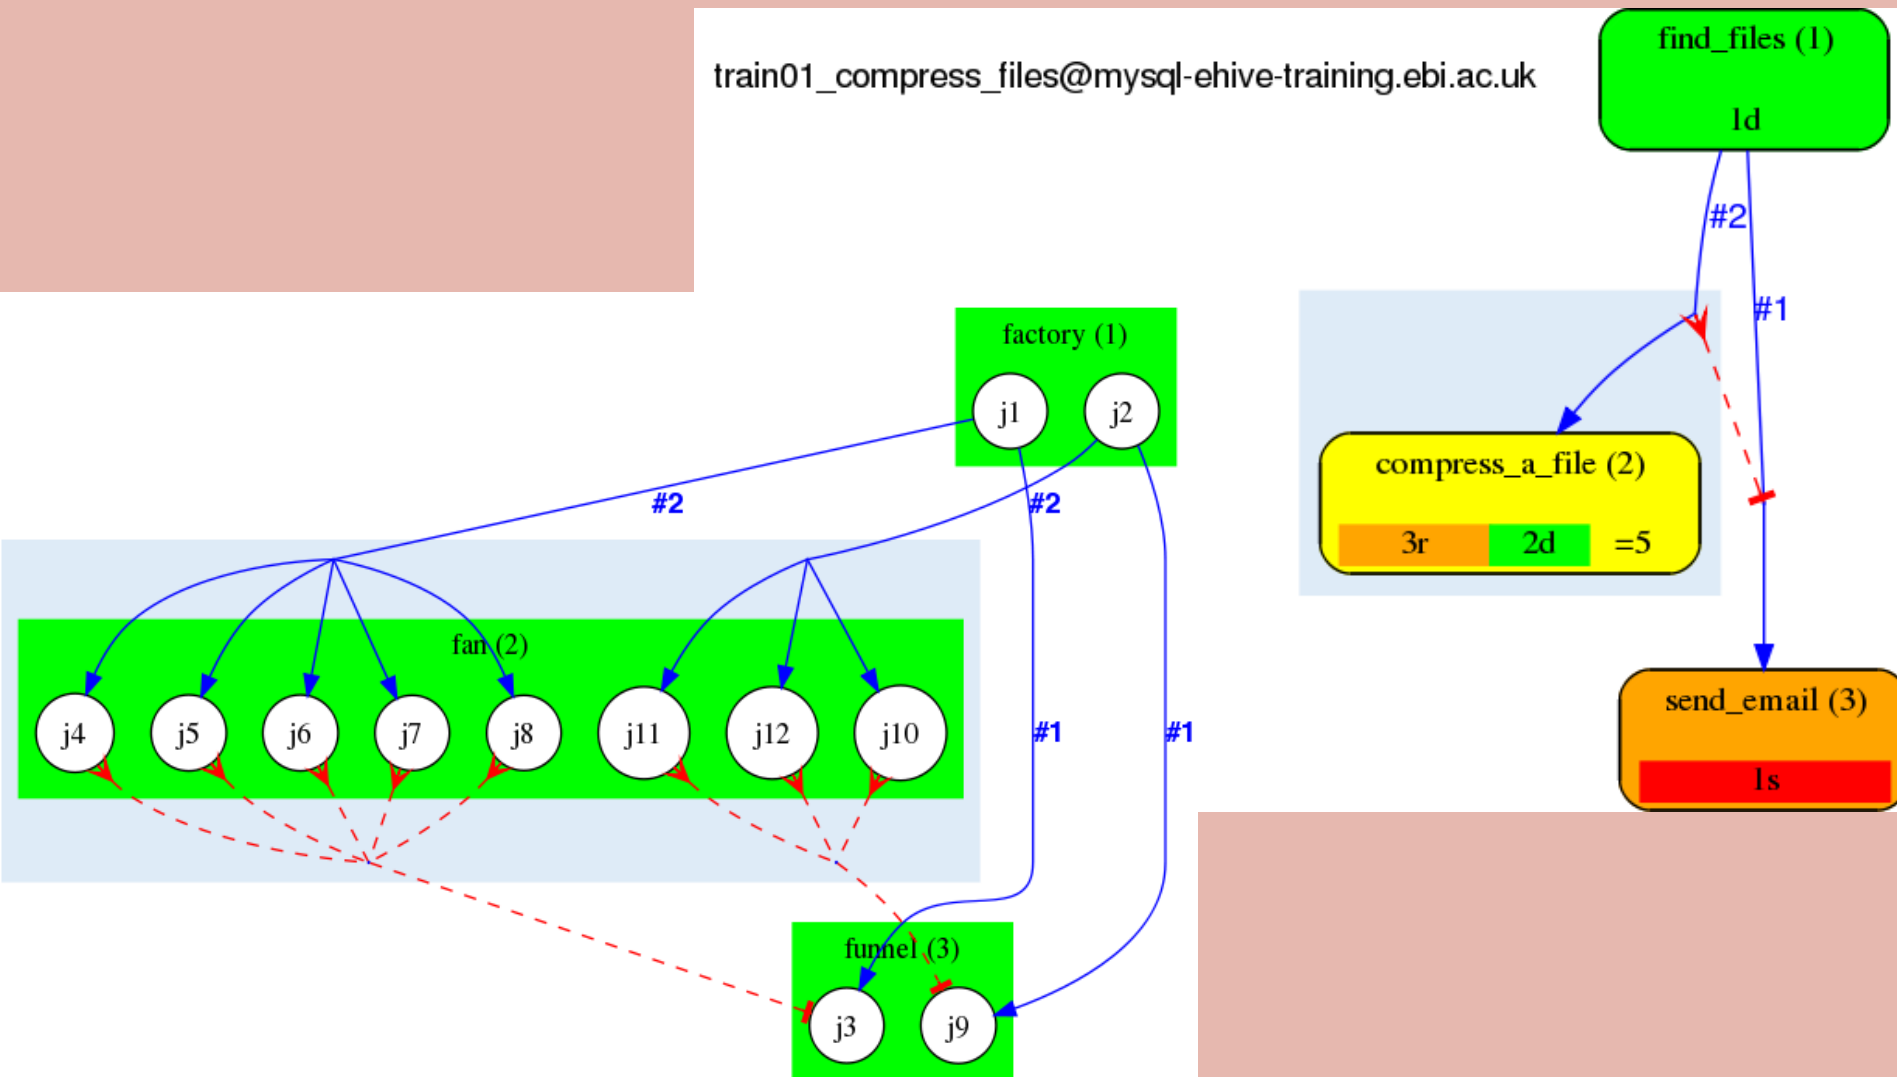 train01_compress_files@mysql-ehive-training.ebi.ac.uk
find_files (1)
1d
#2
#1
compress_a_file (2)
3r 2d =5
send_email (3)
1s
factory (1)
j1 j2
#2 #2
fan (2)
j4 j5 j6 j7 j8 j11 j12 j10
#1 #1
funnel (3)
j3 j9